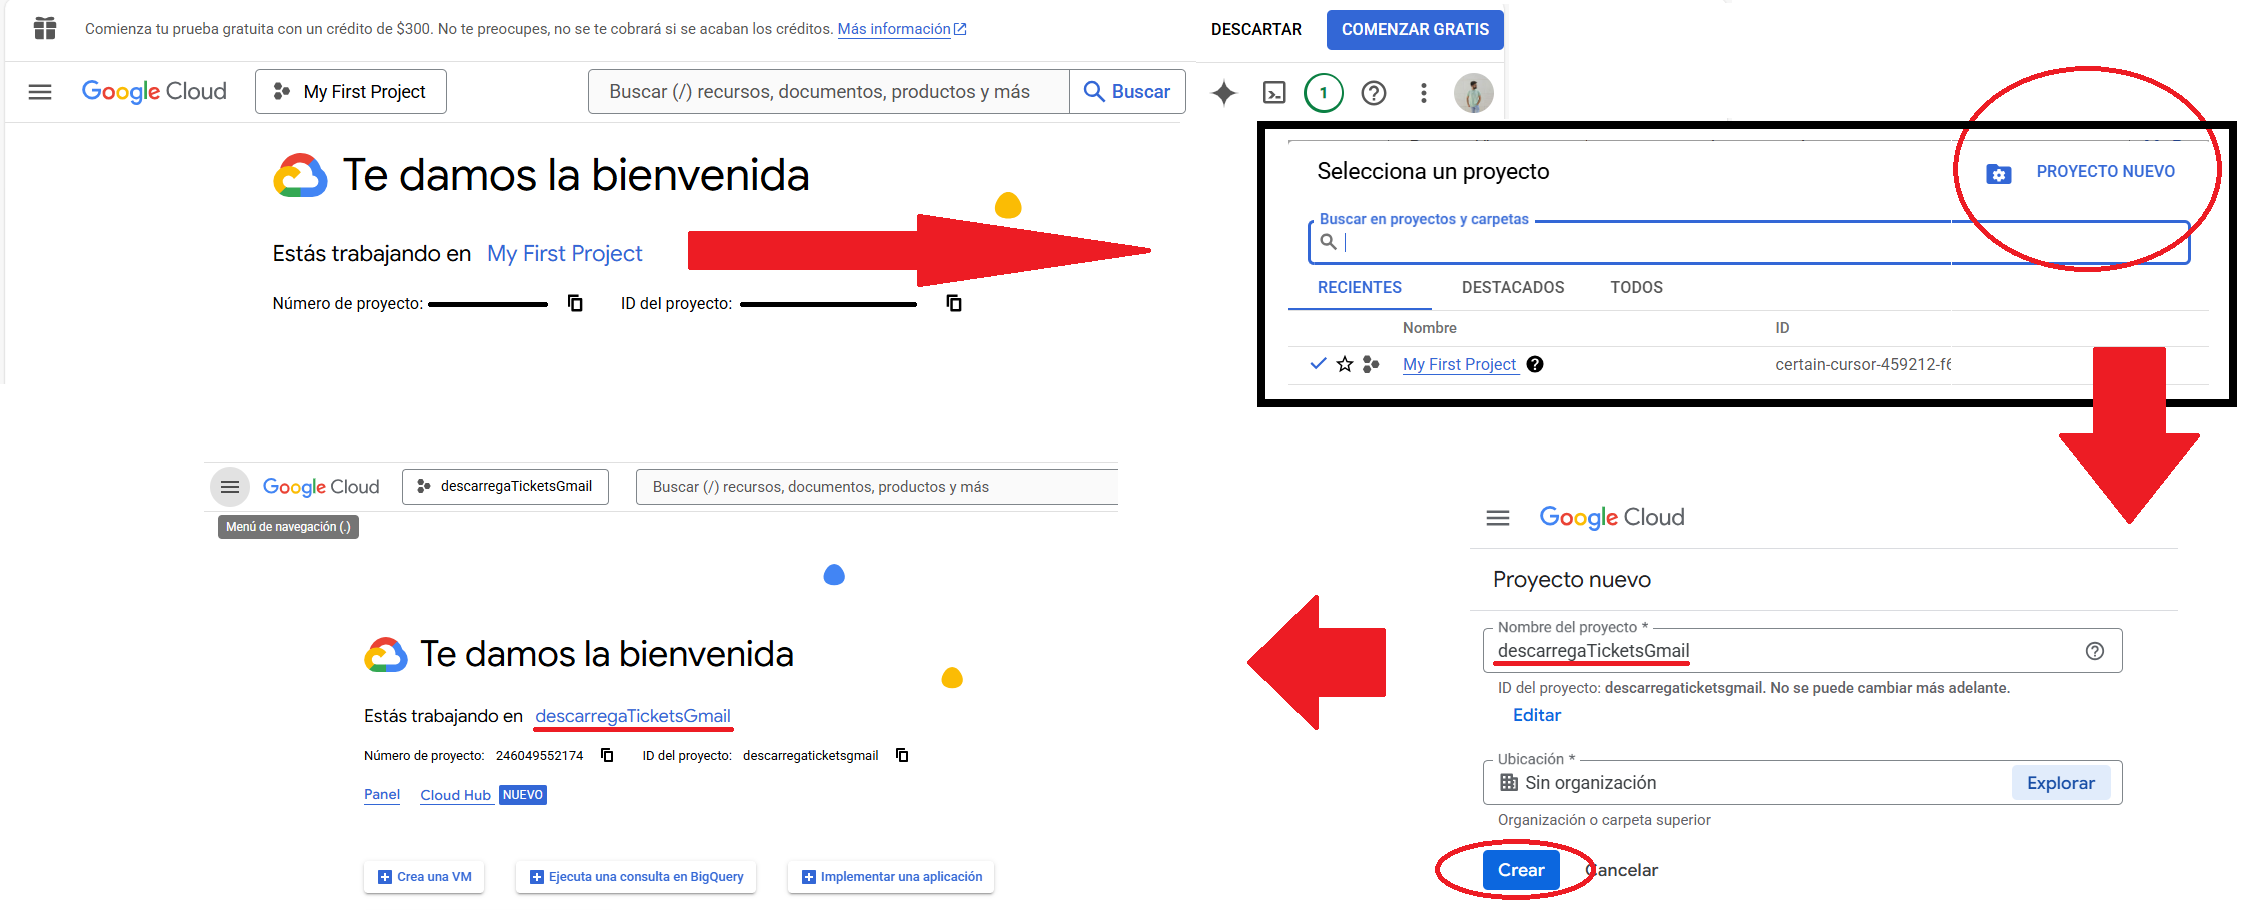 Comienza tu prueba gratuita con un crédito de $300. No te preocupes, no se te cobrará si se acaban los créditos. Más información
DESCARTAR
COMENZAR GRATIS
Google Cloud
My First Project
Buscar (/) recursos, documentos, productos y más
Buscar
1
Te damos la bienvenida
Estás trabajando en My First Project
Número de proyecto:
ID del proyecto:
Selecciona un proyecto
PROYECTO NUEVO
Buscar en proyectos y carpetas
RECIENTES
DESTACADOS
TODOS
Nombre
ID
My First Project
certain-cursor-459212-f6
Google Cloud
Proyecto nuevo
Nombre del proyecto *
descarregaTicketsGmail
ID del proyecto: descarregaticketsgmail. No se puede cambiar más adelante.
Editar
Ubicación *
Sin organización
Explorar
Organización o carpeta superior
Crear
Cancelar
Google Cloud
descarregaTicketsGmail
Buscar (/) recursos, documentos, productos y más
Menú de navegación (.)
Te damos la bienvenida
Estás trabajando en descarregaTicketsGmail
Número de proyecto: 246049552174
ID del proyecto: descarregaticketsgmail
Panel
Cloud Hub NUEVO
Crea una VM
Ejecuta una consulta en BigQuery
Implementar una aplicación